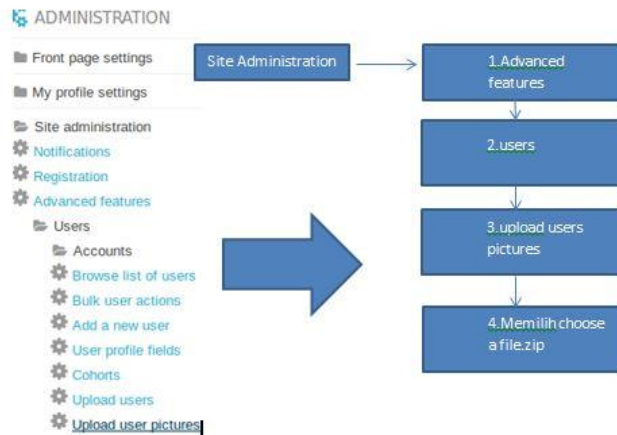 ADMINISTRATION
Front page settings
My profile settings
Site administration
Notifications
Registration
Advanced features
Users
Accounts
Browse list of users
Bulk user actions
Add a new user
User profile fields
Cohorts
Upload users
Upload user pictures
Site Administration
1.Advanced
features
2.users
3.upload users
pictures
4.Memilih choose
a file.zip